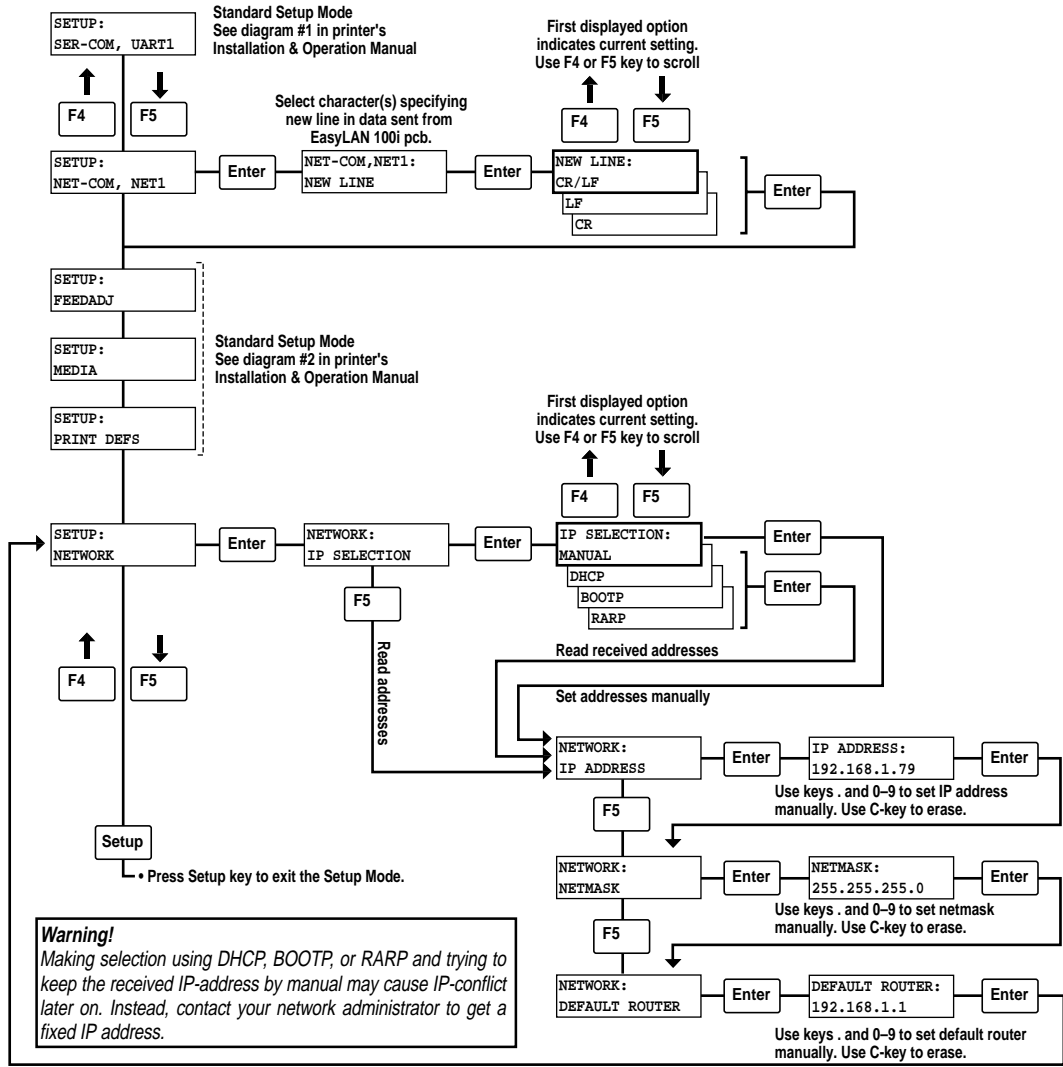 SETUP:
SER-COM, UART1
Standard Setup Mode
See diagram #1 in printer's
Installation & Operation Manual
F4
F5
First displayed option
indicates current setting.
Use F4 or F5 key to scroll
F4
F5
Select character(s) specifying
new line in data sent from
EasyLAN 100i pcb.
SETUP:
NET-COM, NET1
Enter
NET-COM,NET1:
NEW LINE
Enter
NEW LINE:
CR/LF
LF
CR
Enter
SETUP:
FEEDADJ
SETUP:
MEDIA
SETUP:
PRINT DEFS
Standard Setup Mode
See diagram #2 in printer's
Installation & Operation Manual
First displayed option
indicates current setting.
Use F4 or F5 key to scroll
F4
F5
SETUP:
NETWORK
Enter
NETWORK:
IP SELECTION
Enter
IP SELECTION:
MANUAL
DHCP
BOOTP
RARP
Enter
Enter
F5
Read addresses
Read received addresses
Set addresses manually
F4
F5
NETWORK:
IP ADDRESS
Enter
IP ADDRESS:
192.168.1.79
Enter
Use keys . and 0–9 to set IP address
manually. Use C-key to erase.
F5
Setup
• Press Setup key to exit the Setup Mode.
NETWORK:
NETMASK
Enter
NETMASK:
255.255.255.0
Enter
Use keys . and 0–9 to set netmask
manually. Use C-key to erase.
F5
NETWORK:
DEFAULT ROUTER
Enter
DEFAULT ROUTER:
192.168.1.1
Enter
Use keys . and 0–9 to set default router
manually. Use C-key to erase.
Warning!
Making selection using DHCP, BOOTP, or RARP and trying to
keep the received IP-address by manual may cause IP-conflict
later on. Instead, contact your network administrator to get a
fixed IP address.